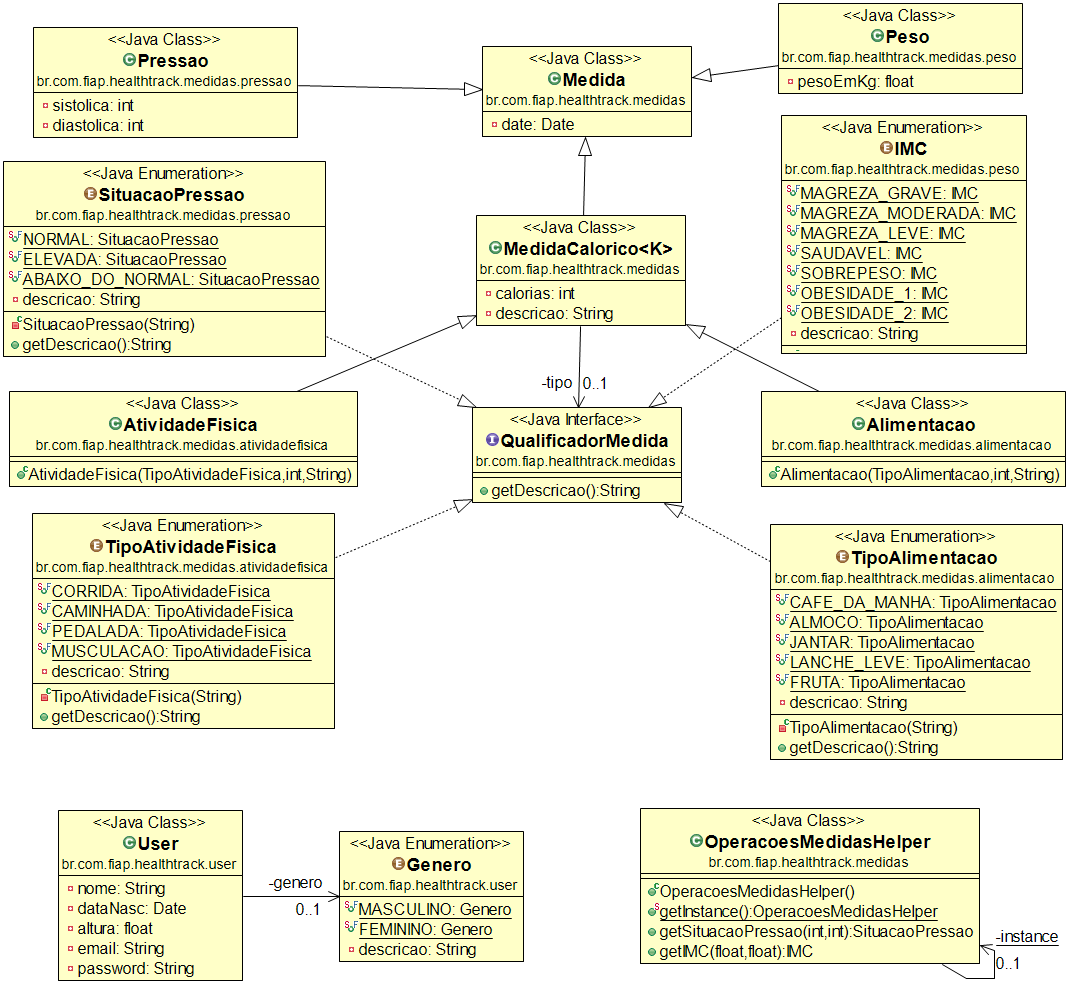 <<Java Class>>
Pressao
br.com.fiap.healthtrack.medidas.pressao
sistolica: int
diastolica: int
<<Java Class>>
Medida
br.com.fiap.healthtrack.medidas
date: Date
<<Java Class>>
Peso
br.com.fiap.healthtrack.medidas.peso
pesoEmKg: float
<<Java Enumeration>>
SituacaoPressao
br.com.fiap.healthtrack.medidas.pressao
NORMAL: SituacaoPressao
ELEVADA: SituacaoPressao
ABAIXO_DO_NORMAL: SituacaoPressao
descricao: String
SituacaoPressao(String)
getDescricao():String
<<Java Class>>
MedidaCalorico<K>
br.com.fiap.healthtrack.medidas
calorias: int
descricao: String
<<Java Enumeration>>
IMC
br.com.fiap.healthtrack.medidas.peso
MAGREZA_GRAVE: IMC
MAGREZA_MODERADA: IMC
MAGREZA_LEVE: IMC
SAUDAVEL: IMC
SOBREPESO: IMC
OBESIDADE_1: IMC
OBESIDADE_2: IMC
descricao: String
-tipo 0..1
<<Java Class>>
AtividadeFisica
br.com.fiap.healthtrack.medidas.atividadefisica
AtividadeFisica(TipoAtividadeFisica,int,String)
<<Java Interface>>
QualificadorMedida
br.com.fiap.healthtrack.medidas
getDescricao():String
<<Java Class>>
Alimentacao
br.com.fiap.healthtrack.medidas.alimentacao
Alimentacao(TipoAlimentacao,int,String)
<<Java Enumeration>>
TipoAtividadeFisica
br.com.fiap.healthtrack.medidas.atividadefisica
CORRIDA: TipoAtividadeFisica
CAMINHADA: TipoAtividadeFisica
PEDALADA: TipoAtividadeFisica
MUSCULACAO: TipoAtividadeFisica
descricao: String
TipoAtividadeFisica(String)
getDescricao():String
<<Java Enumeration>>
TipoAlimentacao
br.com.fiap.healthtrack.medidas.alimentacao
CAFE_DA_MANHA: TipoAlimentacao
ALMOCO: TipoAlimentacao
JANTAR: TipoAlimentacao
LANCHE_LEVE: TipoAlimentacao
FRUTA: TipoAlimentacao
descricao: String
TipoAlimentacao(String)
getDescricao():String
<<Java Class>>
User
br.com.fiap.healthtrack.user
nome: String
dataNasc: Date
altura: float
email: String
password: String
-genero
0..1
<<Java Enumeration>>
Genero
br.com.fiap.healthtrack.user
MASCULINO: Genero
FEMININO: Genero
descricao: String
<<Java Class>>
OperacoesMedidasHelper
br.com.fiap.healthtrack.medidas
OperacoesMedidasHelper()
getInstance():OperacoesMedidasHelper
getSituacaoPressao(int,int):SituacaoPressao
getIMC(float,float):IMC
-instance
0..1